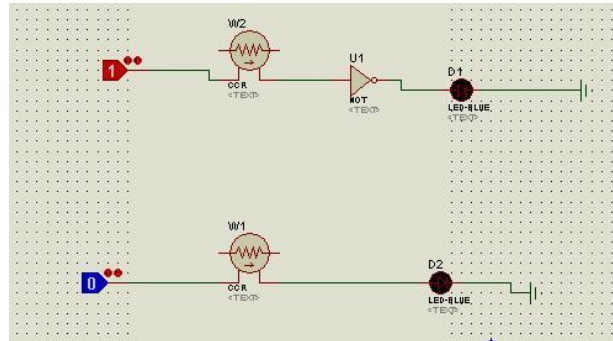 W2
U1
1
D1
CCR
<TEXT>
NOT
<TEXT>
LED-BLUE
<TEXT>
W1
D2
0
CCR
<TEXT>
LED-BLUE
<TEXT>